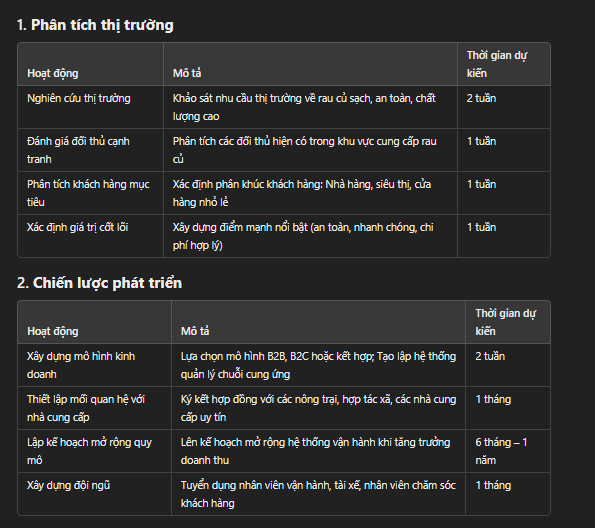 1. Phân tích thị trường
Thời gian dự
Hoạt động Mô tả kiến
Nghiên cứu thị trường Khảo sát nhu cầu thị trường về rau củ sạch, an toàn, chất 2 tuần
lượng cao
Đánh giá đối thủ cạnh Phân tích các đối thủ hiện có trong khu vực cung cấp rau 1 tuần
tranh củ
Phân tích khách hàng mục Xác định phân khúc khách hàng: Nhà hàng, siêu thị, cửa 1 tuần
tiêu hàng nhỏ lẻ
Xác định giá trị cốt lõi Xây dựng điểm mạnh nổi bật (an toàn, nhanh chóng, chi 1 tuần
phí hợp lý)
2. Chiến lược phát triển
Thời gian dự
Hoạt động Mô tả kiến
Xây dựng mô hình kinh Lựa chọn mô hình B2B, B2C hoặc kết hợp; Tạo lập hệ thống 2 tuần
doanh quản lý chuỗi cung ứng
Thiết lập mối quan hệ với Ký kết hợp đồng với các nông trại, hợp tác xã, các nhà cung 1 tháng
nhà cung cấp cấp uy tín
Lập kế hoạch mở rộng quy Lên kế hoạch mở rộng hệ thống vận hành khi tăng trưởng 6 tháng – 1
mô doanh thu năm
Xây dựng đội ngũ Tuyển dụng nhân viên vận hành, tài xế, nhân viên chăm sóc 1 tháng
khách hàng